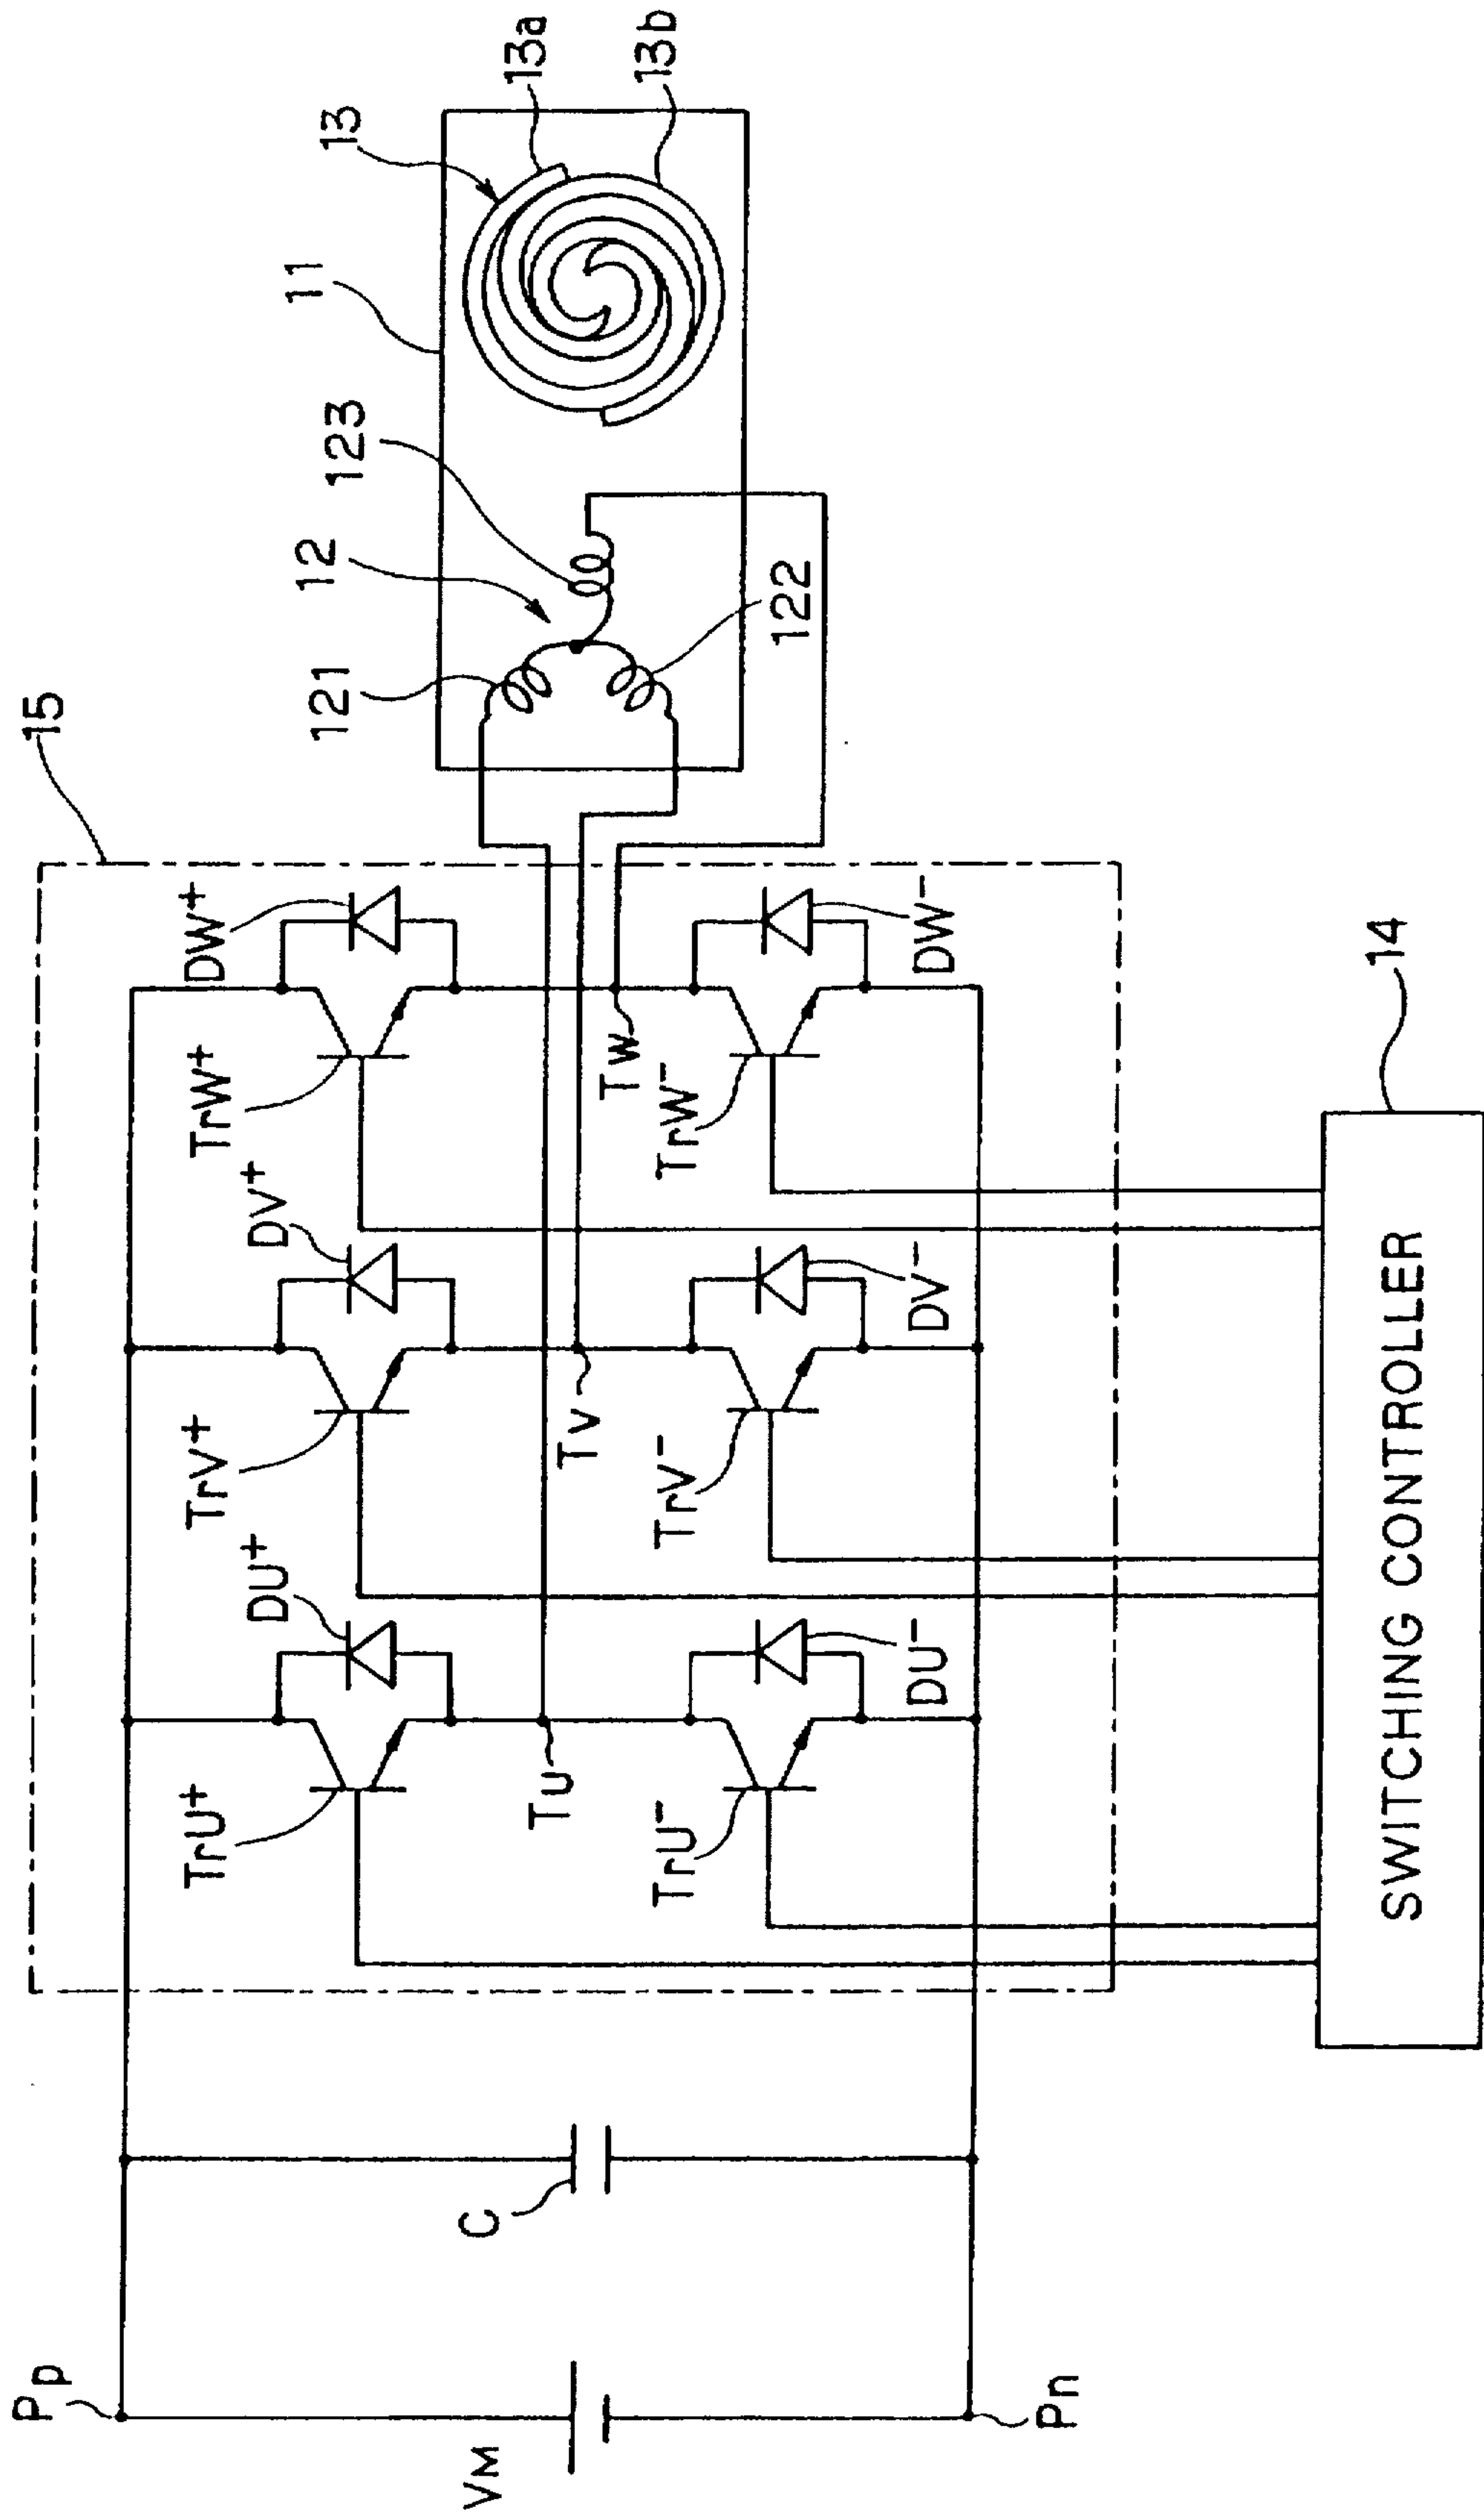 15
11
13
13a
13b
12
123
121
122
Pp
VM
Pn
C
TrU+
DU+
TrV+
DV+
TrW+
DW+
Tu
Tv
Tw
TrU-
DU-
TrV-
DV-
TrW-
DW-
14
SWITCHING CONTROLLER